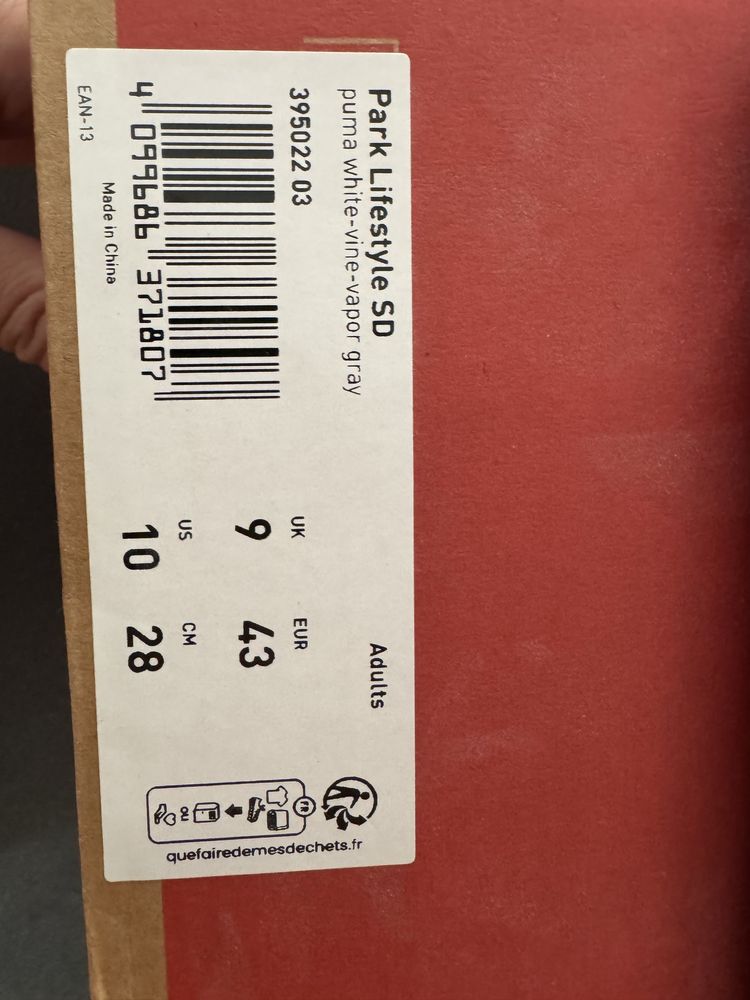 Park Lifestyle SD
puma white-vine-vapor gray
395022 03
4 099686 371807
EAN-13
Made in China
Adults
UK
9
EUR
43
US
10
CM
28
FR
OU
quefairedemesdechets.fr